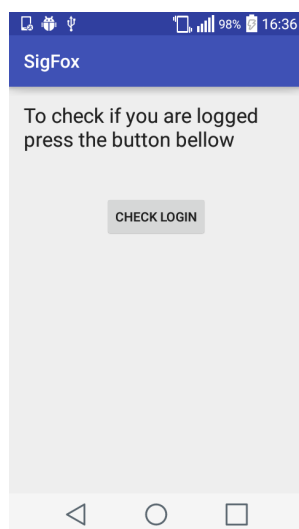 98% 16:36
SigFox
To check if you are logged
press the button bellow
CHECK LOGIN